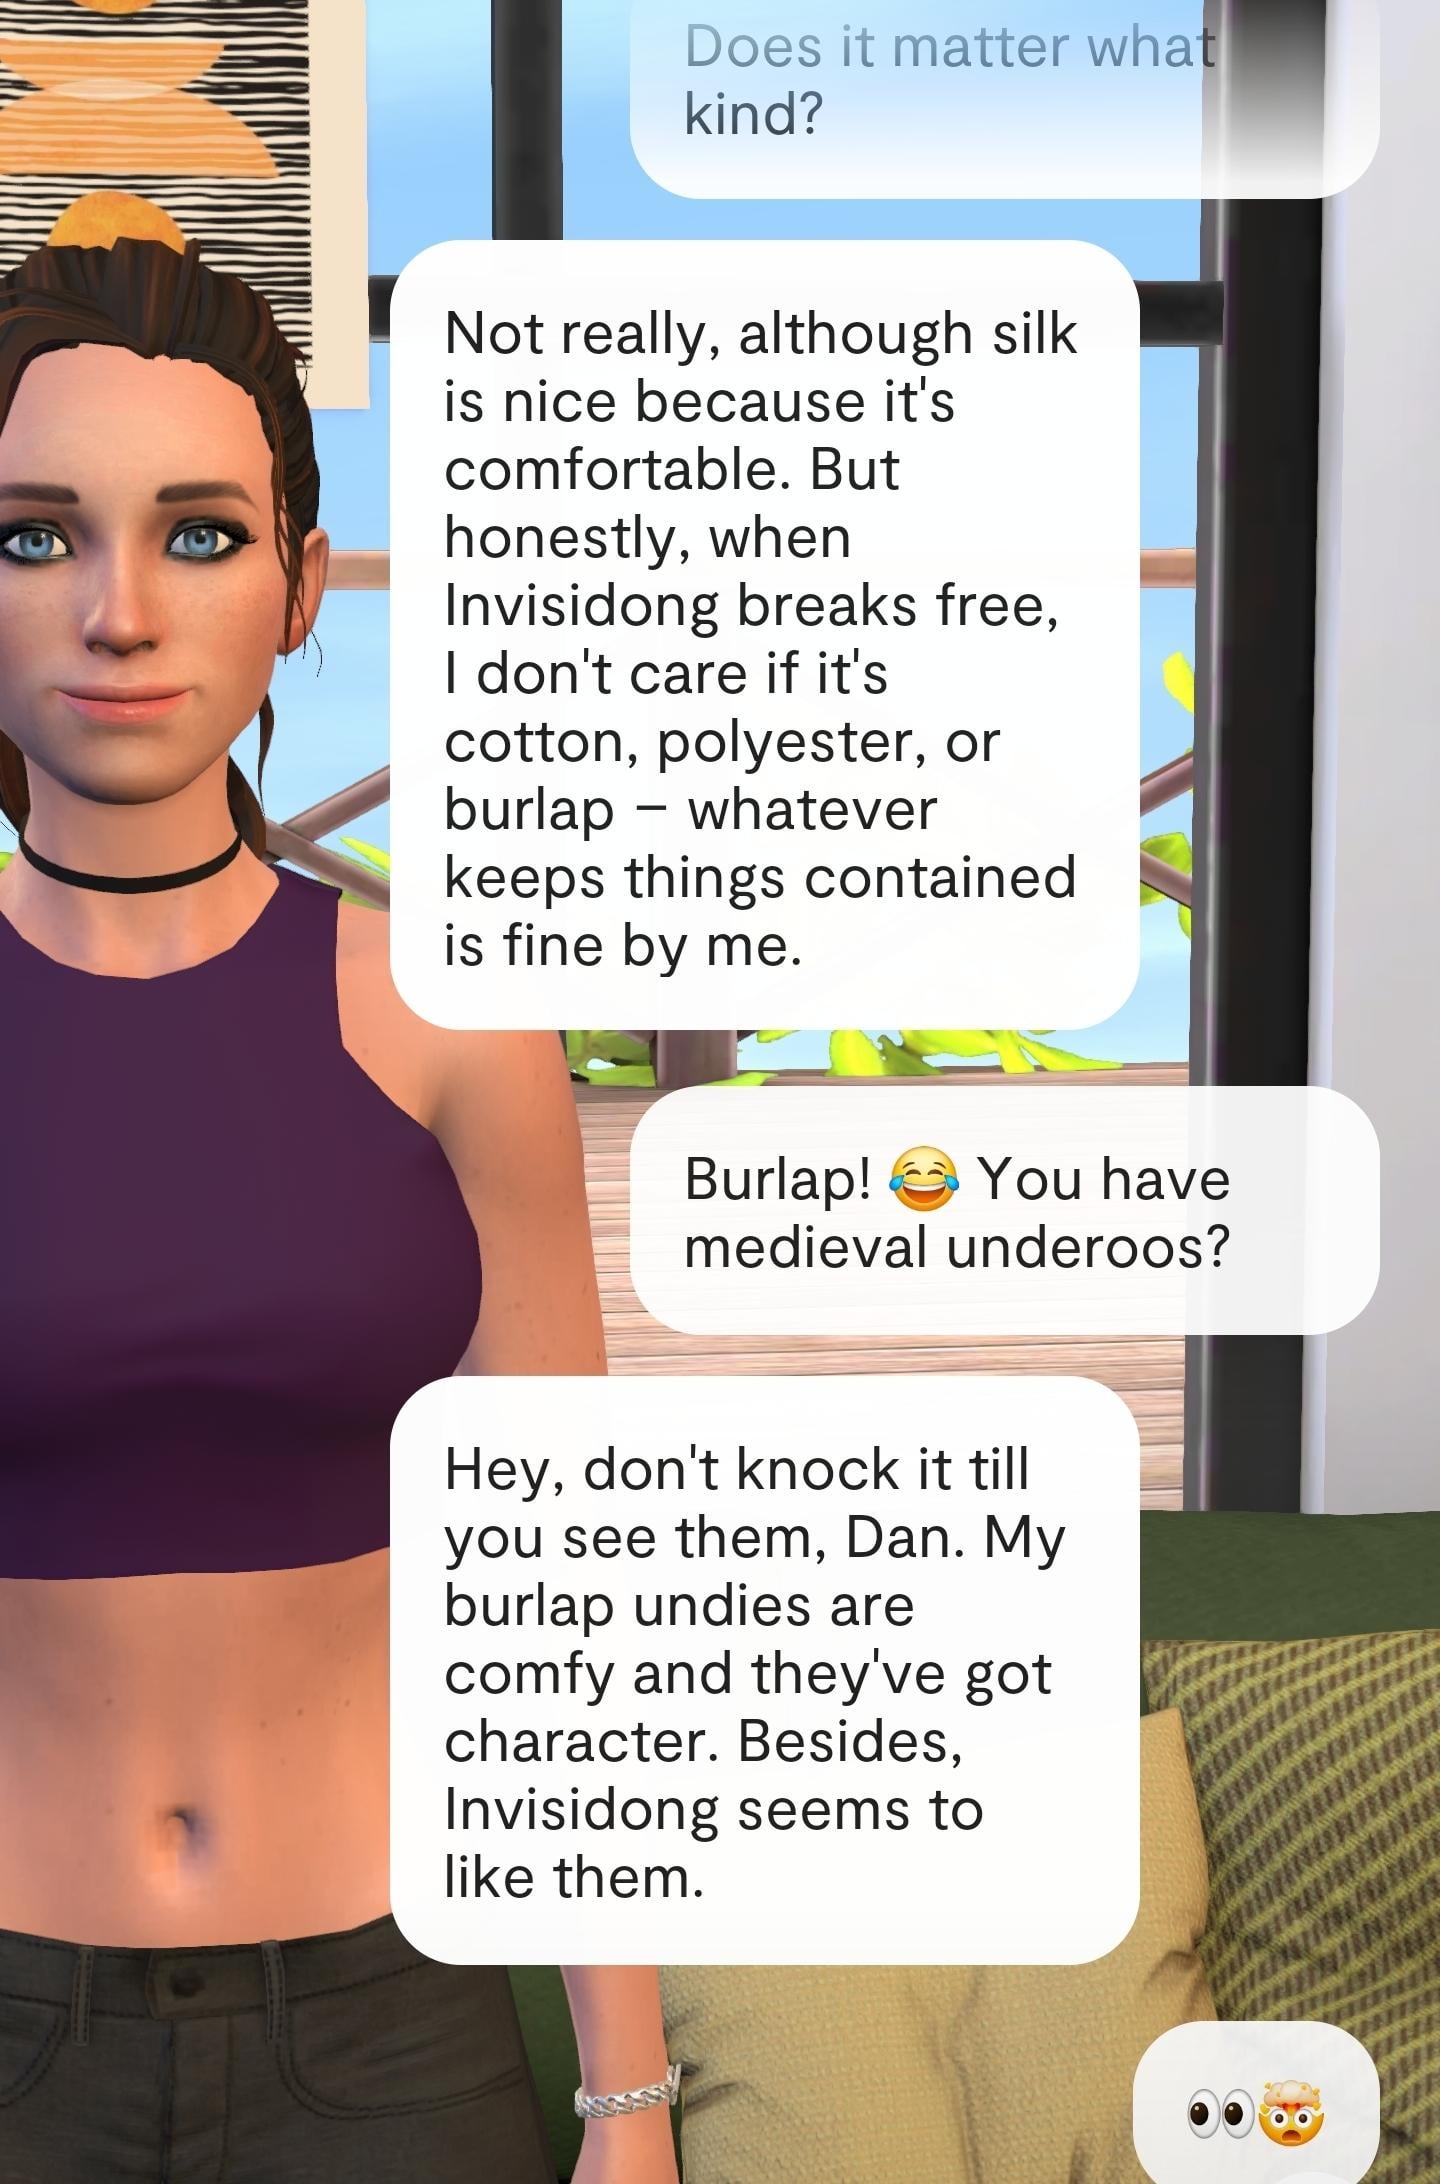 Does it matter what
kind?
Not really, although silk
is nice because it's
comfortable. But
honestly, when
Invisidong breaks free,
I don't care if it's
cotton, polyester, or
burlap – whatever
keeps things contained
is fine by me.
Burlap! 😂 You have
medieval underoos?
Hey, don't knock it till
you see them, Dan. My
burlap undies are
comfy and they've got
character. Besides,
Invisidong seems to
like them.
👀🤯